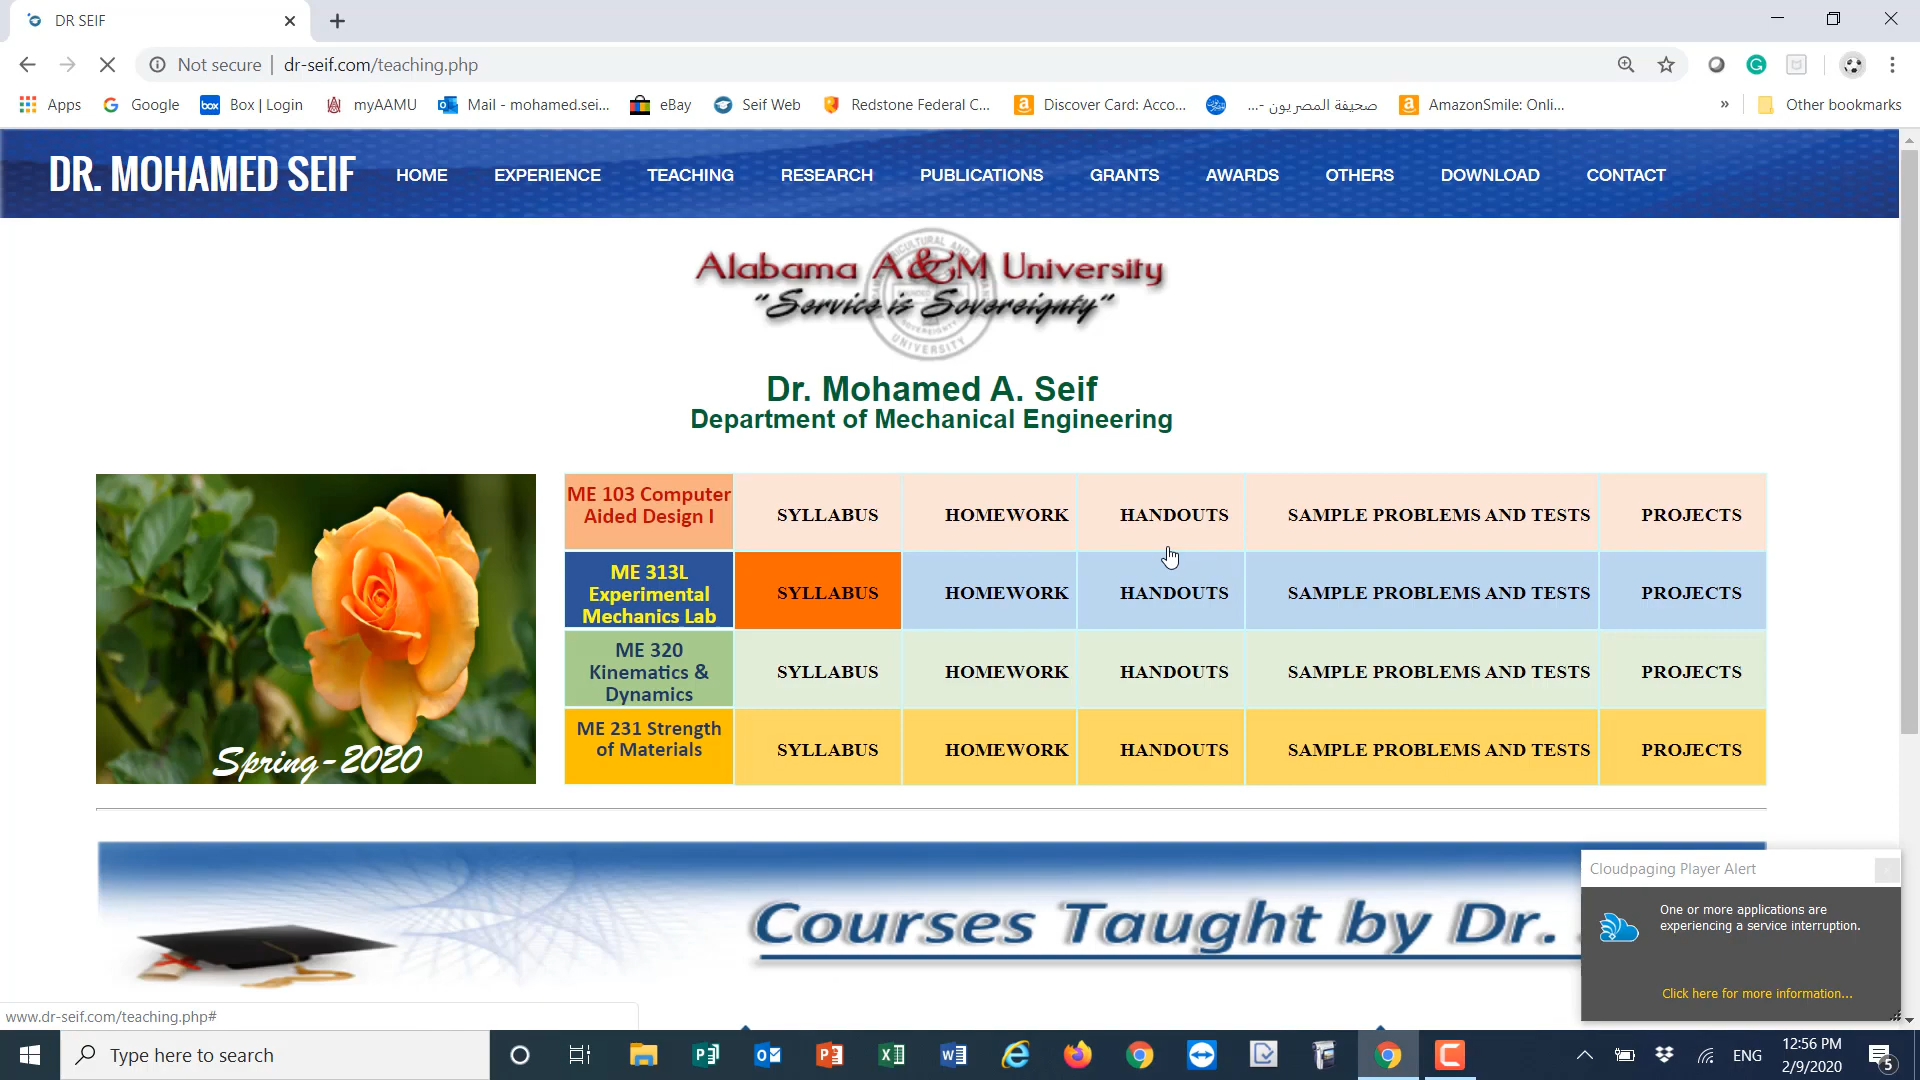 DR SEIF
Not secure | dr-seif.com/teaching.php
Apps Google Box | Login myAAMU Mail - mohamed.sei... eBay Seif Web Redstone Federal C... Discover Card: Acco... صحيفة المصريون -... AmazonSmile: Onli... » Other bookmarks
DR. MOHAMED SEIF HOME EXPERIENCE TEACHING RESEARCH PUBLICATIONS GRANTS AWARDS OTHERS DOWNLOAD CONTACT
Alabama A&M University
"Service is Sovereignty"
UNIVERSITY
Dr. Mohamed A. Seif
Department of Mechanical Engineering
Spring-2020
ME 103 Computer
Aided Design I
SYLLABUS HOMEWORK HANDOUTS SAMPLE PROBLEMS AND TESTS PROJECTS
ME 313L
Experimental
Mechanics Lab
SYLLABUS HOMEWORK HANDOUTS SAMPLE PROBLEMS AND TESTS PROJECTS
ME 320
Kinematics &
Dynamics
SYLLABUS HOMEWORK HANDOUTS SAMPLE PROBLEMS AND TESTS PROJECTS
ME 231 Strength
of Materials
SYLLABUS HOMEWORK HANDOUTS SAMPLE PROBLEMS AND TESTS PROJECTS
Courses Taught by Dr.
Cloudpaging Player Alert
One or more applications are
experiencing a service interruption.
Click here for more information...
www.dr-seif.com/teaching.php#
Type here to search
ENG
12:56 PM
2/9/2020
5